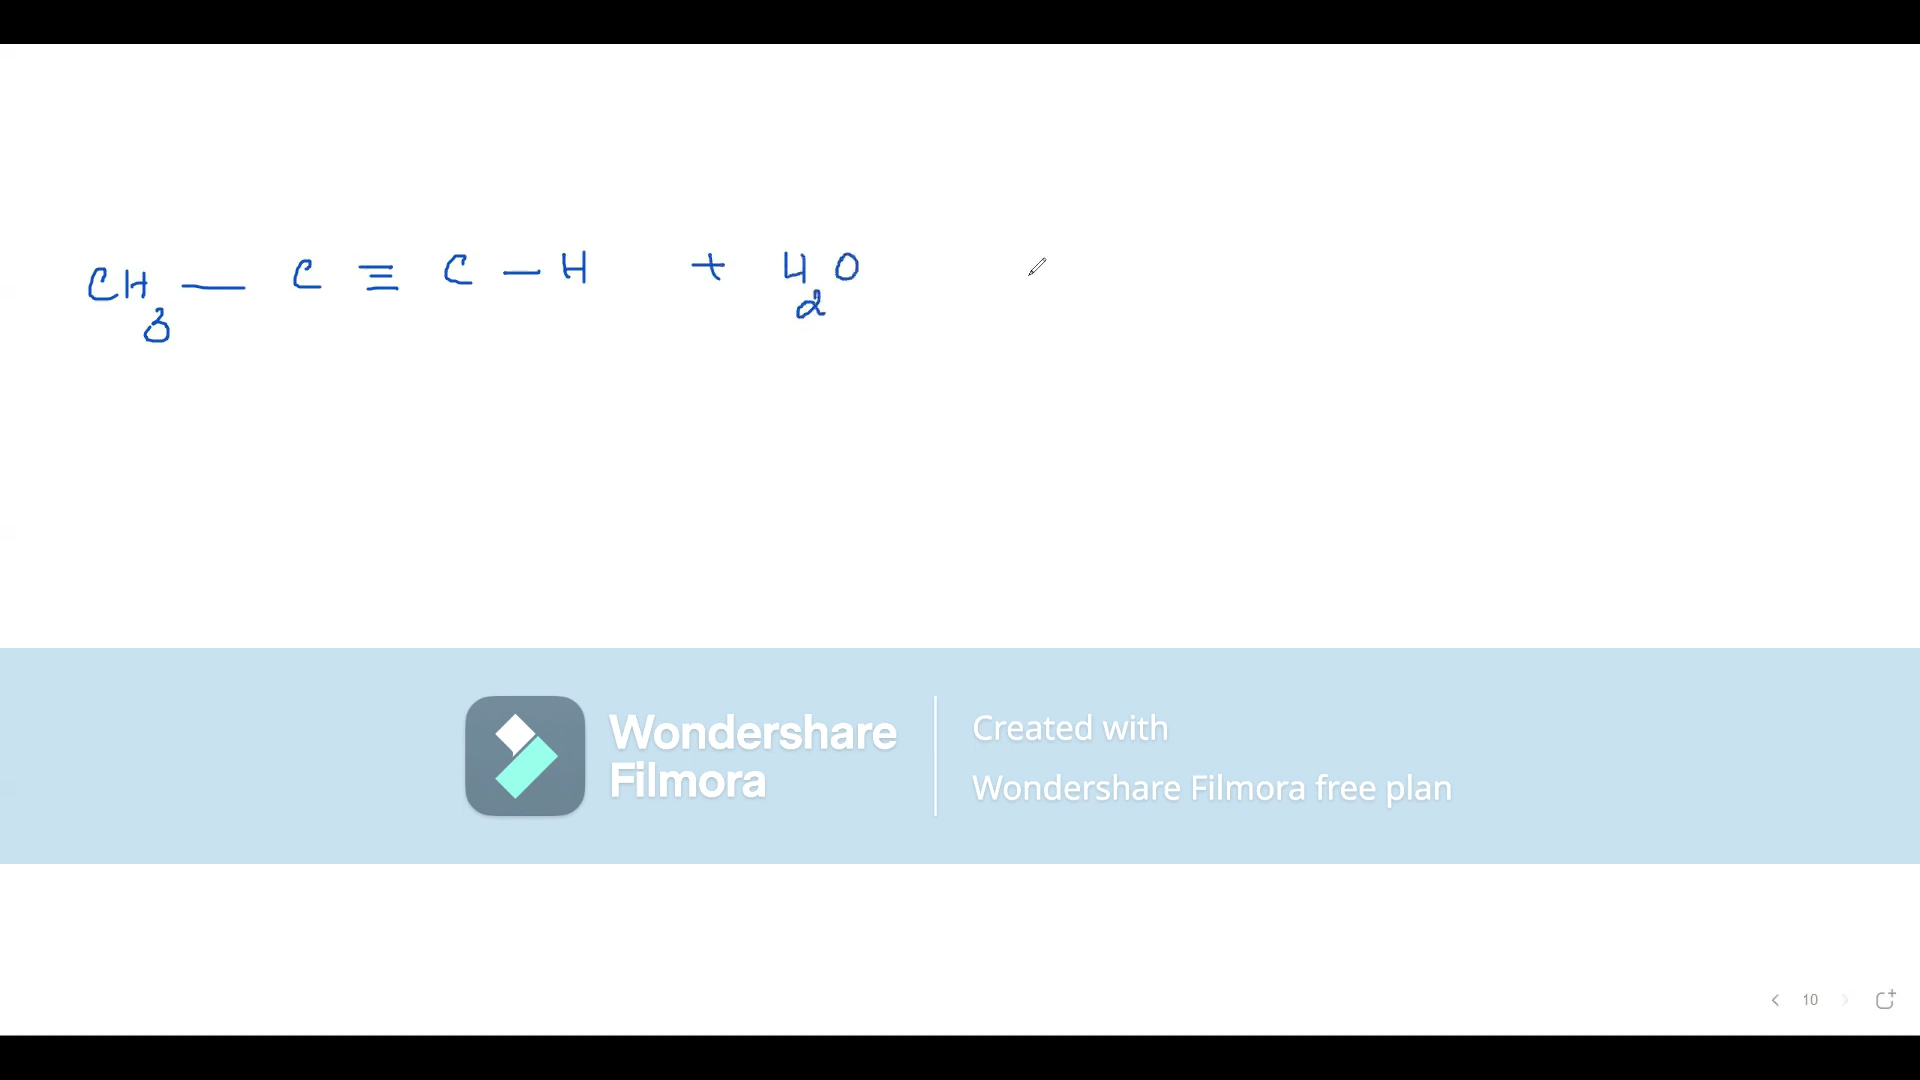 CH₃ — C ≡ C — H + H₂O
Wondershare
Filmora
Created with
Wondershare Filmora free plan
10